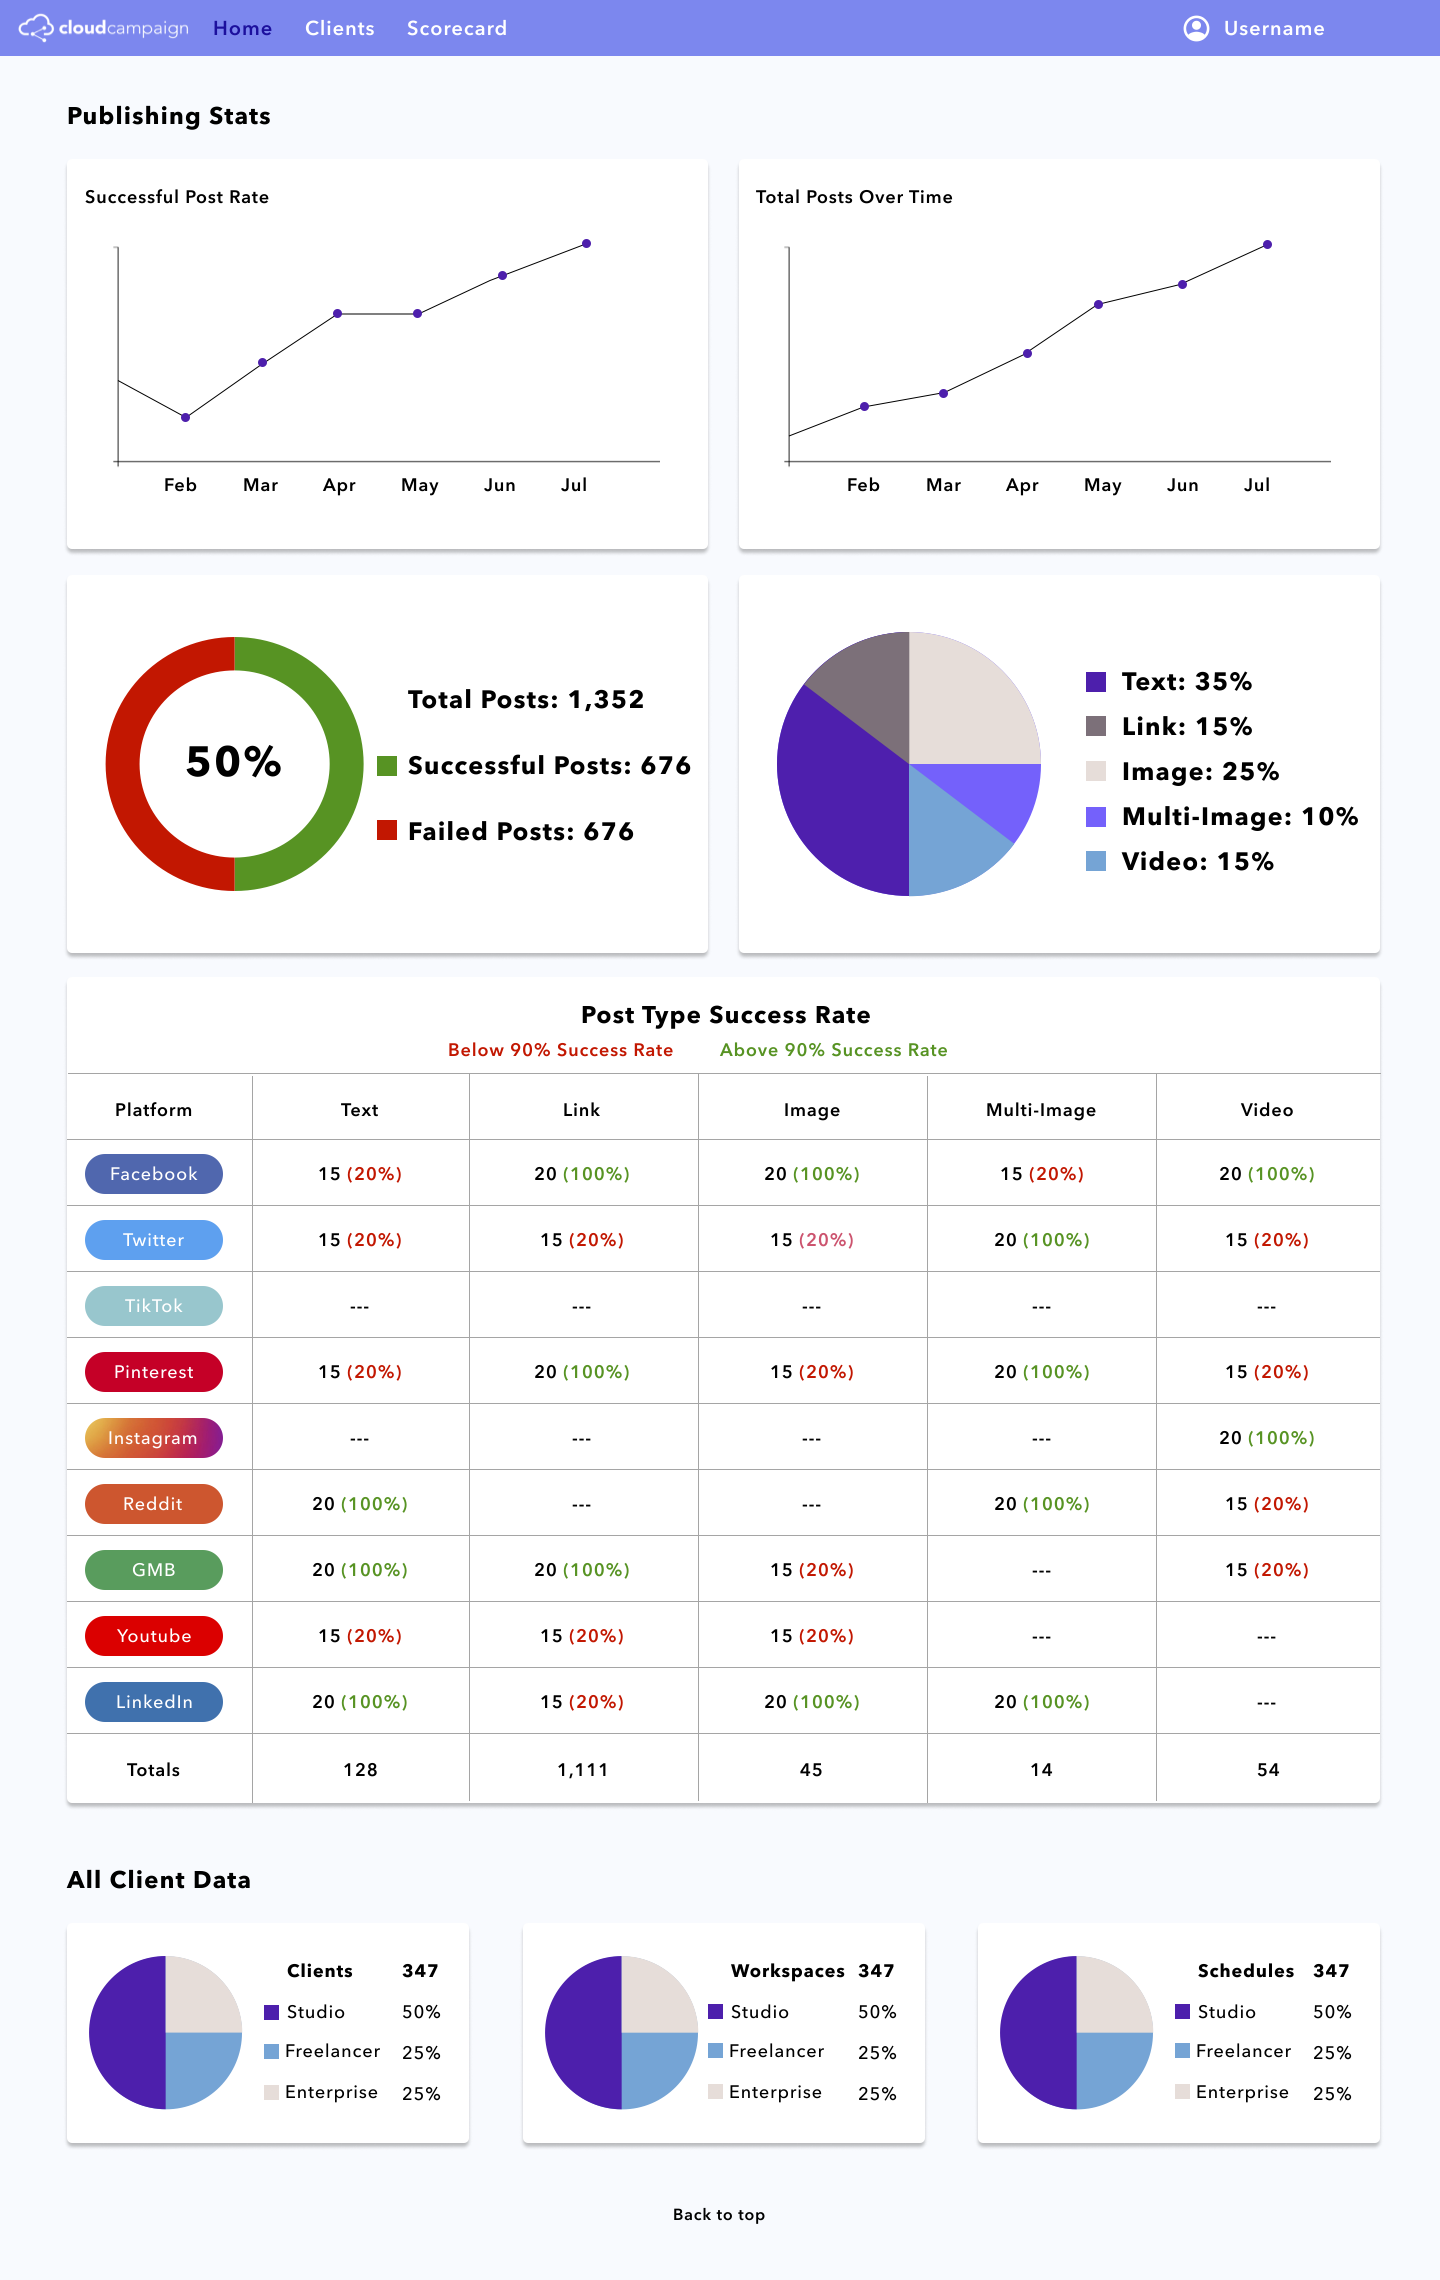 cloudcampaign Home Clients Scorecard Username
Publishing Stats
Successful Post Rate
Feb Mar Apr May Jun Jul
Total Posts Over Time
Feb Mar Apr May Jun Jul
50%
Total Posts: 1,352
Successful Posts: 676
Failed Posts: 676
Text: 35%
Link: 15%
Image: 25%
Multi-Image: 10%
Video: 15%
Post Type Success Rate
Below 90% Success Rate Above 90% Success Rate
Platform Text Link Image Multi-Image Video
Facebook 15 (20%) 20 (100%) 20 (100%) 15 (20%) 20 (100%)
Twitter 15 (20%) 15 (20%) 15 (20%) 20 (100%) 15 (20%)
TikTok --- --- --- --- ---
Pinterest 15 (20%) 20 (100%) 15 (20%) 20 (100%) 15 (20%)
Instagram --- --- --- --- 20 (100%)
Reddit 20 (100%) --- --- 20 (100%) 15 (20%)
GMB 20 (100%) 20 (100%) 15 (20%) --- 15 (20%)
Youtube 15 (20%) 15 (20%) 15 (20%) --- ---
LinkedIn 20 (100%) 15 (20%) 20 (100%) 20 (100%) ---
Totals 128 1,111 45 14 54
All Client Data
Clients 347
Studio 50%
Freelancer 25%
Enterprise 25%
Workspaces 347
Studio 50%
Freelancer 25%
Enterprise 25%
Schedules 347
Studio 50%
Freelancer 25%
Enterprise 25%
Back to top